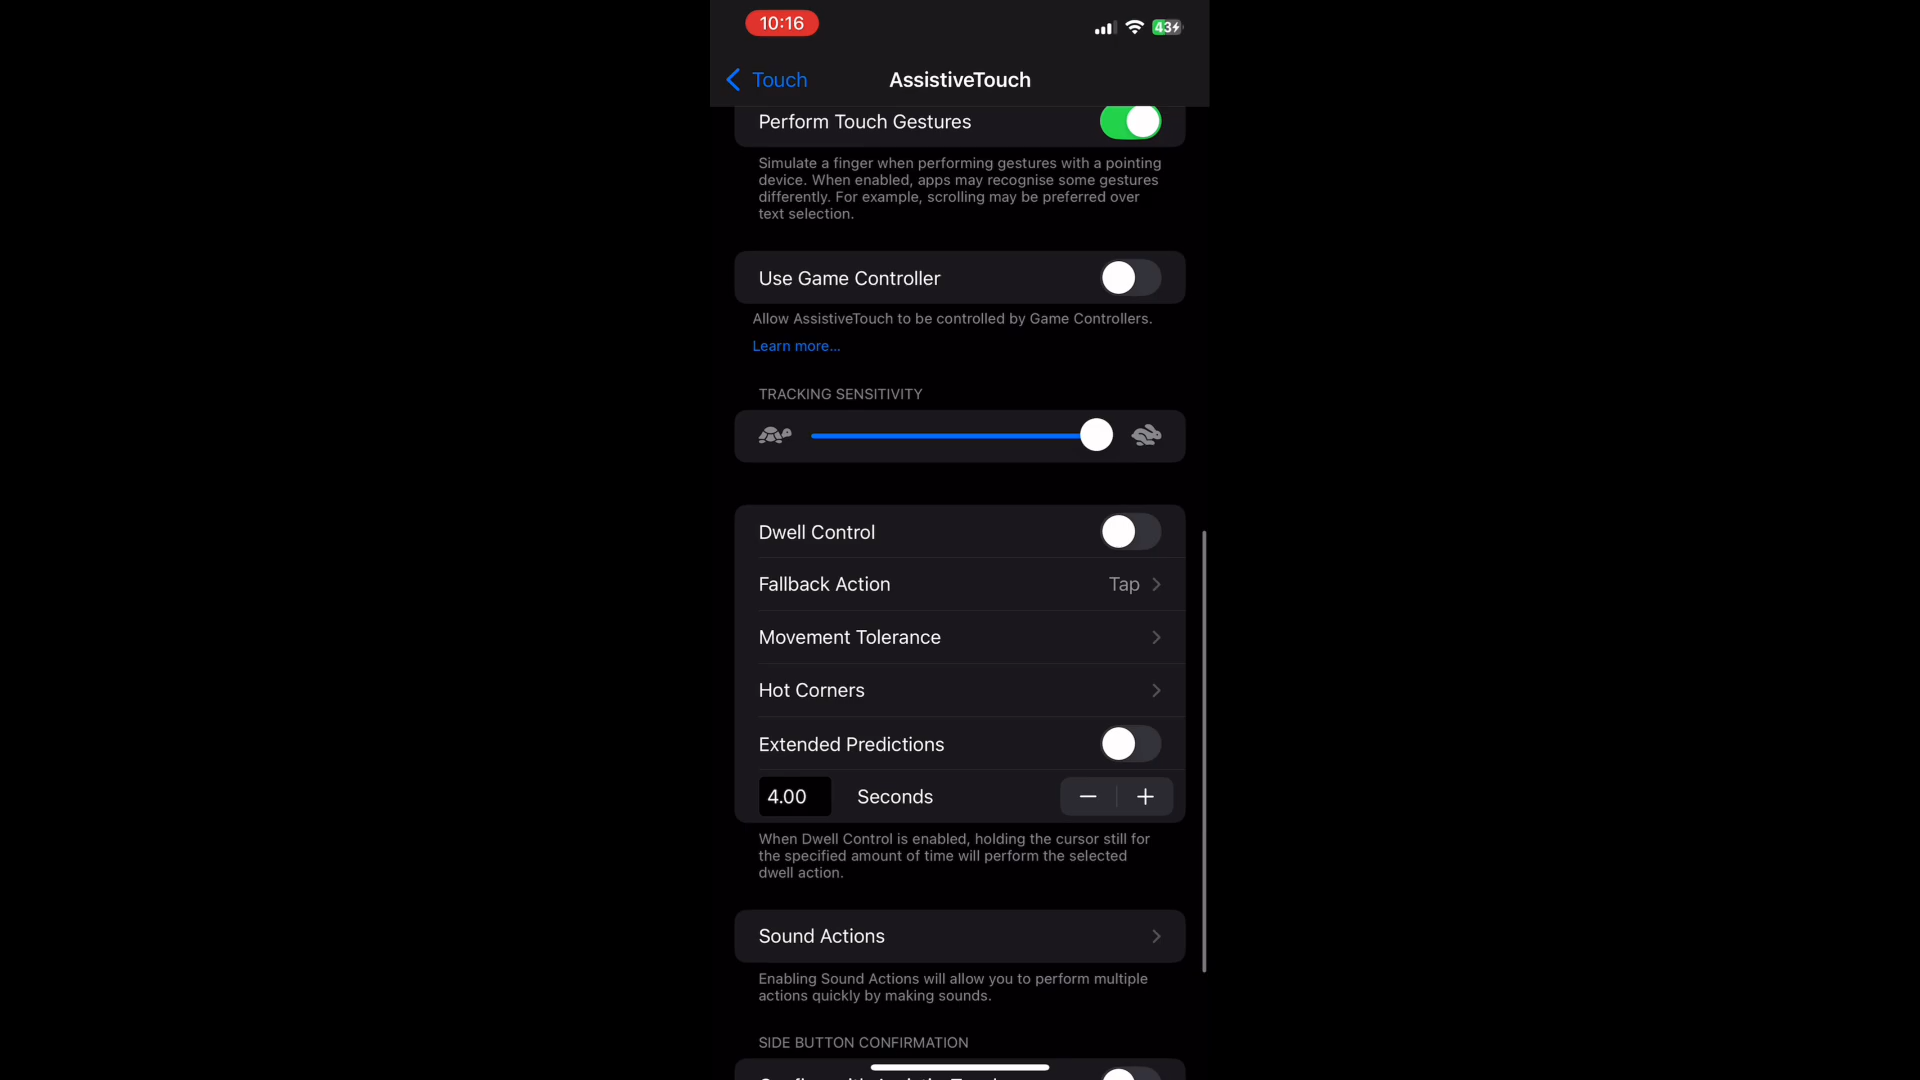 10:16
43
Touch
AssistiveTouch
Perform Touch Gestures
Simulate a finger when performing gestures with a pointing
device. When enabled, apps may recognise some gestures
differently. For example, scrolling may be preferred over
text selection.
Use Game Controller
Allow AssistiveTouch to be controlled by Game Controllers.
Learn more...
TRACKING SENSITIVITY
Dwell Control
Fallback Action Tap
Movement Tolerance
Hot Corners
Extended Predictions
4.00 Seconds
When Dwell Control is enabled, holding the cursor still for
the specified amount of time will perform the selected
dwell action.
Sound Actions
Enabling Sound Actions will allow you to perform multiple
actions quickly by making sounds.
SIDE BUTTON CONFIRMATION